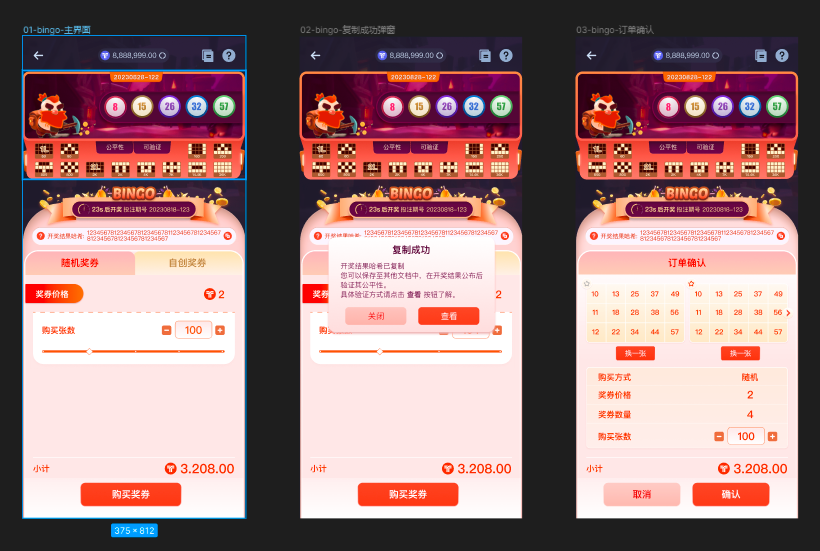 01-bingo-主界面
8,888,999.00
?
20230828-122
8 15 26 32 57
公平性 可验证
BINGO
23s 后开奖 投注期号 20230818-123
? 开奖结果哈希:
随机奖券 自创奖券
奖券价格 2
购买张数 100
小计 3.208.00
购买奖券
375 × 812
02-bingo-复制成功弹窗
8,888,999.00
?
20230828-122
8 15 26 32 57
公平性 可验证
BINGO
23s 后开奖 投注期号 20230818-123
复制成功
开奖结果哈希已复制
您可以保存至其他文档中，在开奖结果公布后
验证其公平性。
具体验证方式请点击 查看 按钮了解。
关闭 查看
小计 3.208.00
购买奖券
03-bingo-订单确认
8,888,999.00
?
20230828-122
8 15 26 32 57
公平性 可验证
BINGO
23s 后开奖 投注期号 20230818-123
? 开奖结果哈希:
订单确认
10 13 25 37 49 10 13 25 37 49
11 18 28 38 56 11 18 28 38 56
12 22 34 44 57 12 22 34 44 57
换一张 换一张
购买方式 随机
奖券价格 2
奖券数量 4
购买张数 100
小计 3.208.00
取消 确认